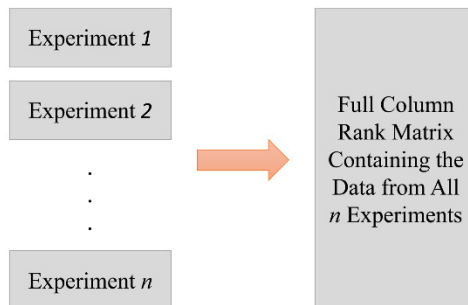 Experiment 1
Experiment 2
.
.
.
Experiment n
Full Column
Rank Matrix
Containing the
Data from All
n Experiments